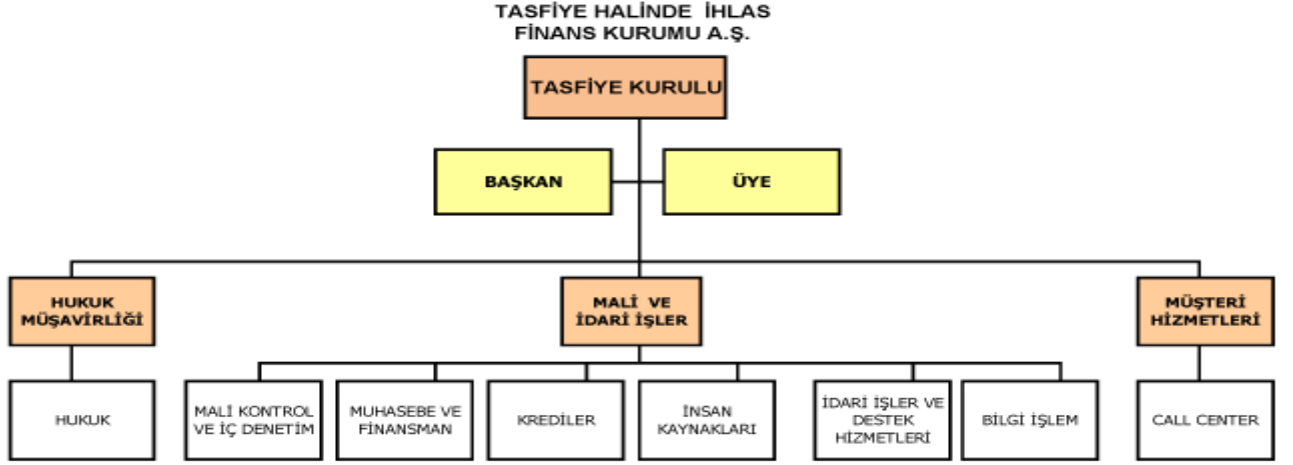 TASFİYE HALİNDE İHLAS
FİNANS KURUMU A.Ş.
TASFİYE KURULU
BAŞKAN
ÜYE
HUKUK
MÜŞAVİRLİĞİ
MALİ VE
İDARİ İŞLER
MÜŞTERİ
HİZMETLERİ
HUKUK
MALİ KONTROL
VE İÇ DENETİM
MUHASEBE VE
FİNANSMAN
KREDİLER
İNSAN
KAYNAKLARI
İDARİ İŞLER VE
DESTEK
HİZMETLERİ
BİLGİ İŞLEM
CALL CENTER